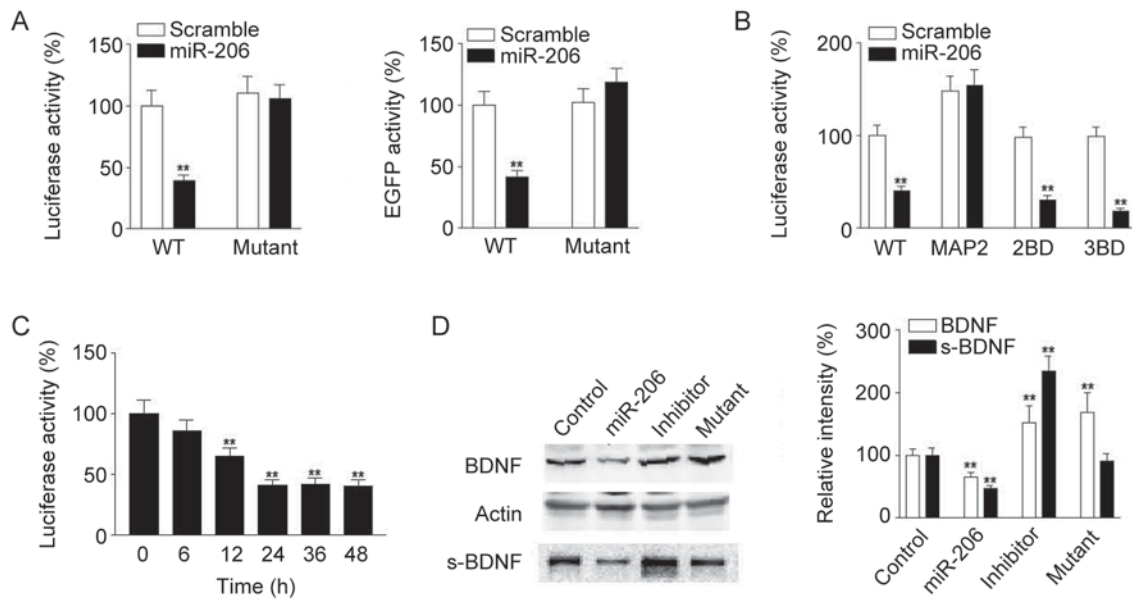 A
Scramble
miR-206
Luciferase activity (%)
150
100
50
0
WT
Mutant
Scramble
miR-206
EGFP activity (%)
150
100
50
0
**
**
WT
Mutant
B
Scramble
miR-206
Luciferase activity (%)
200
100
0
**
**
**
WT
MAP2
2BD
3BD
C
Luciferase activity (%)
150
100
50
0
**
**
**
**
0
6
12
24
36
48
Time (h)
D
Control
miR-206
Inhibitor
Mutant
BDNF
Actin
s-BDNF
BDNF
s-BDNF
Relative intensity (%)
300
200
100
0
**
**
**
**
**
Control
miR-206
Inhibitor
Mutant